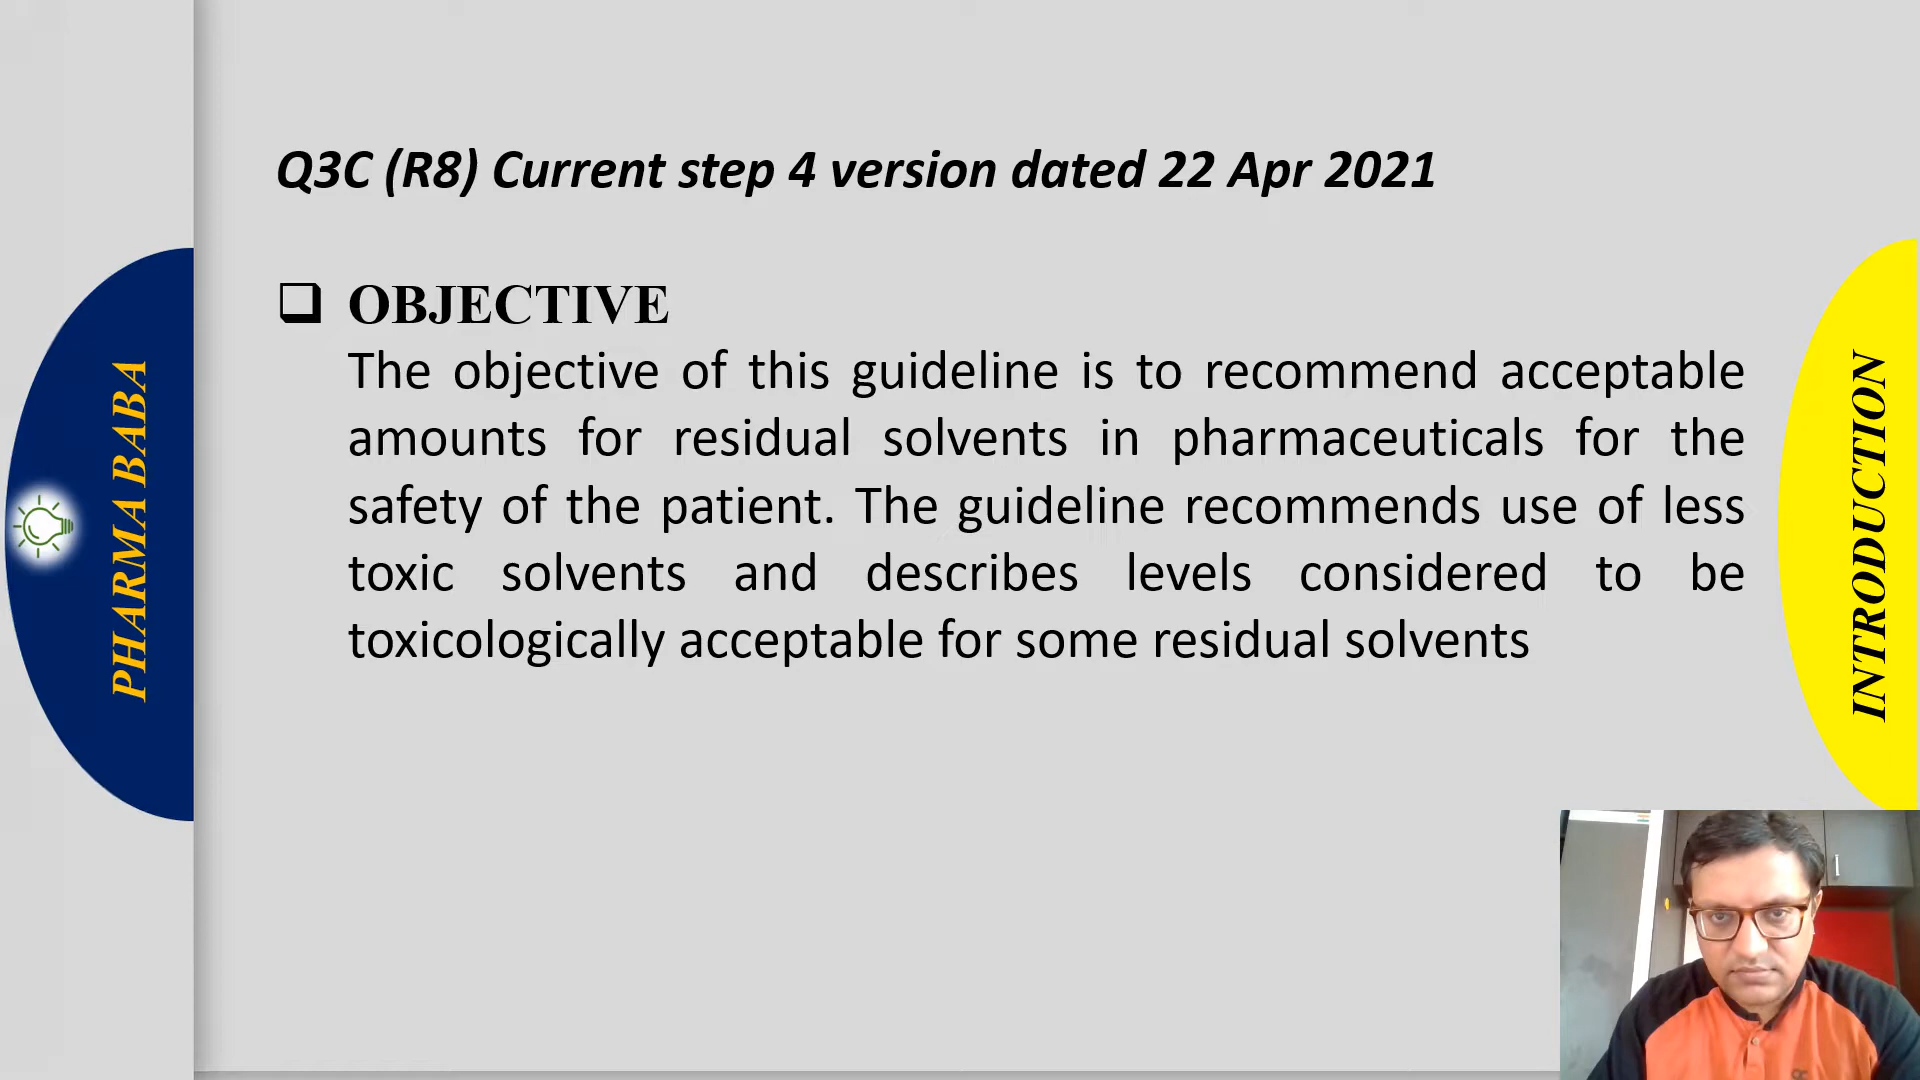 Q3C (R8) Current step 4 version dated 22 Apr 2021
OBJECTIVE
The objective of this guideline is to recommend acceptable
amounts for residual solvents in pharmaceuticals for the
safety of the patient. The guideline recommends use of less
toxic solvents and describes levels considered to be
toxicologically acceptable for some residual solvents
PHARMA BABA
INTRODUCTION